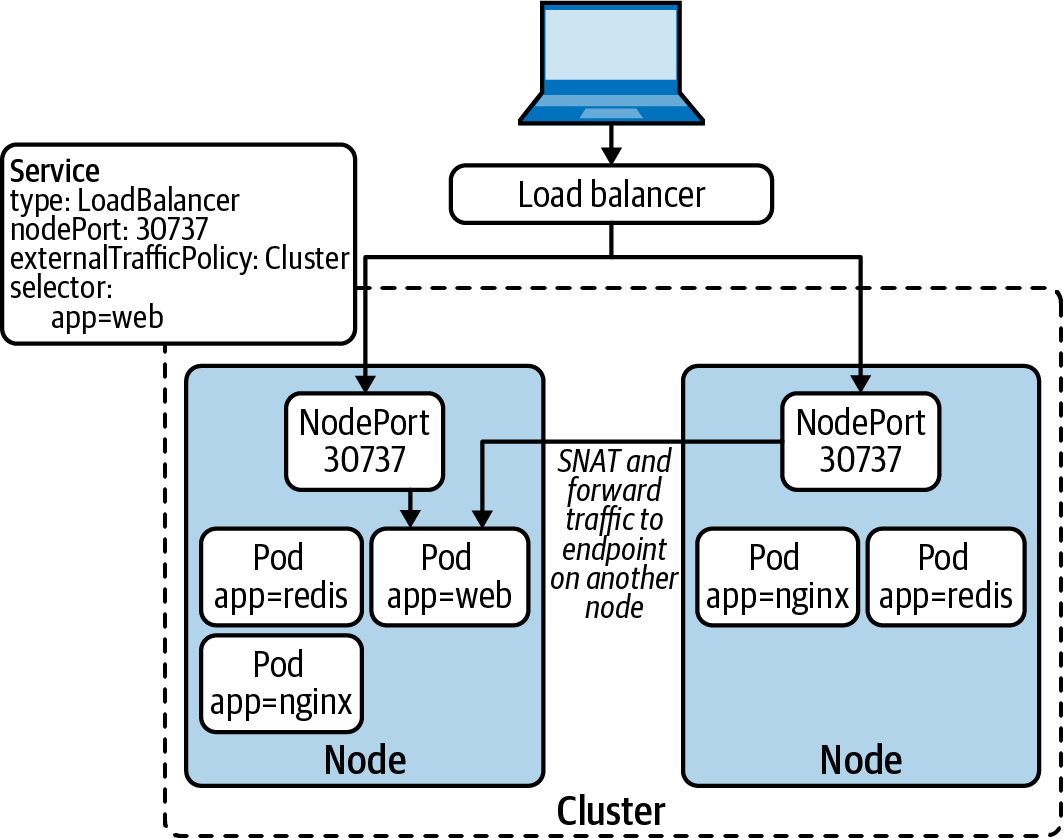 Load balancer
Service
type: LoadBalancer
nodePort: 30737
externalTrafficPolicy: Cluster
selector:
app=web
NodePort
30737
NodePort
30737
SNAT and
forward
traffic to
endpoint
on another
node
Pod
app=redis
Pod
app=web
Pod
app=nginx
Pod
app=redis
Pod
app=nginx
Node
Node
Cluster